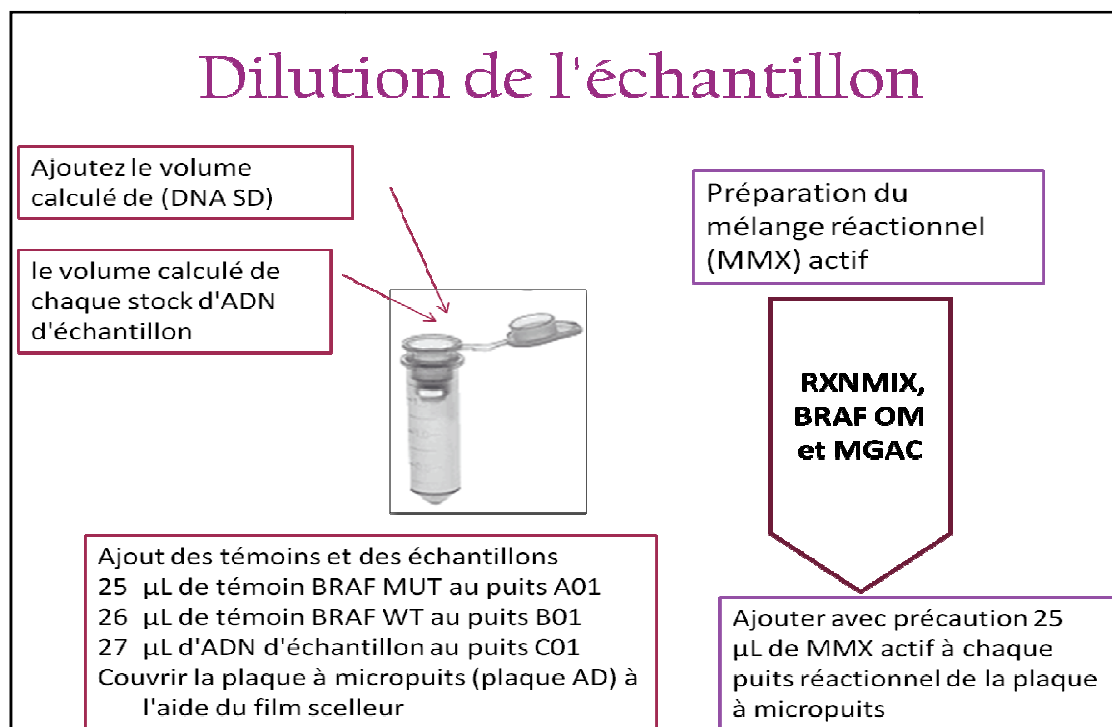 Dilution de l'échantillon
Ajoutez le volume
calculé de (DNA SD)
le volume calculé de
chaque stock d'ADN
d'échantillon
Préparation du
mélange réactionnel
(MMX) actif
RXNMIX,
BRAF OM
et MGAC
Ajout des témoins et des échantillons
25 µL de témoin BRAF MUT au puits A01
26 µL de témoin BRAF WT au puits B01
27 µL d'ADN d'échantillon au puits C01
Couvrir la plaque à micropuits (plaque AD) à
l'aide du film scelleur
Ajouter avec précaution 25
µL de MMX actif à chaque
puits réactionnel de la plaque
à micropuits